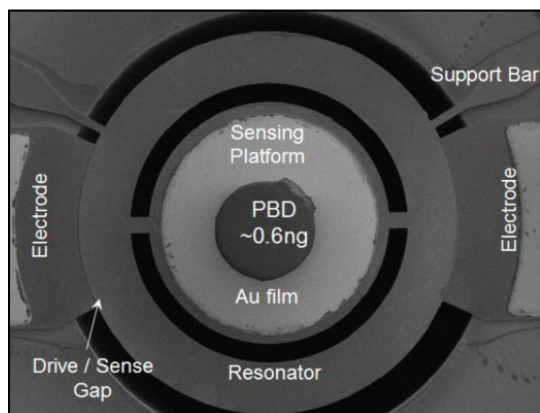 Support Bar
Sensing
Platform
Electrode
PBD
~0.6ng
Electrode
Au film
Drive / Sense
Gap
Resonator